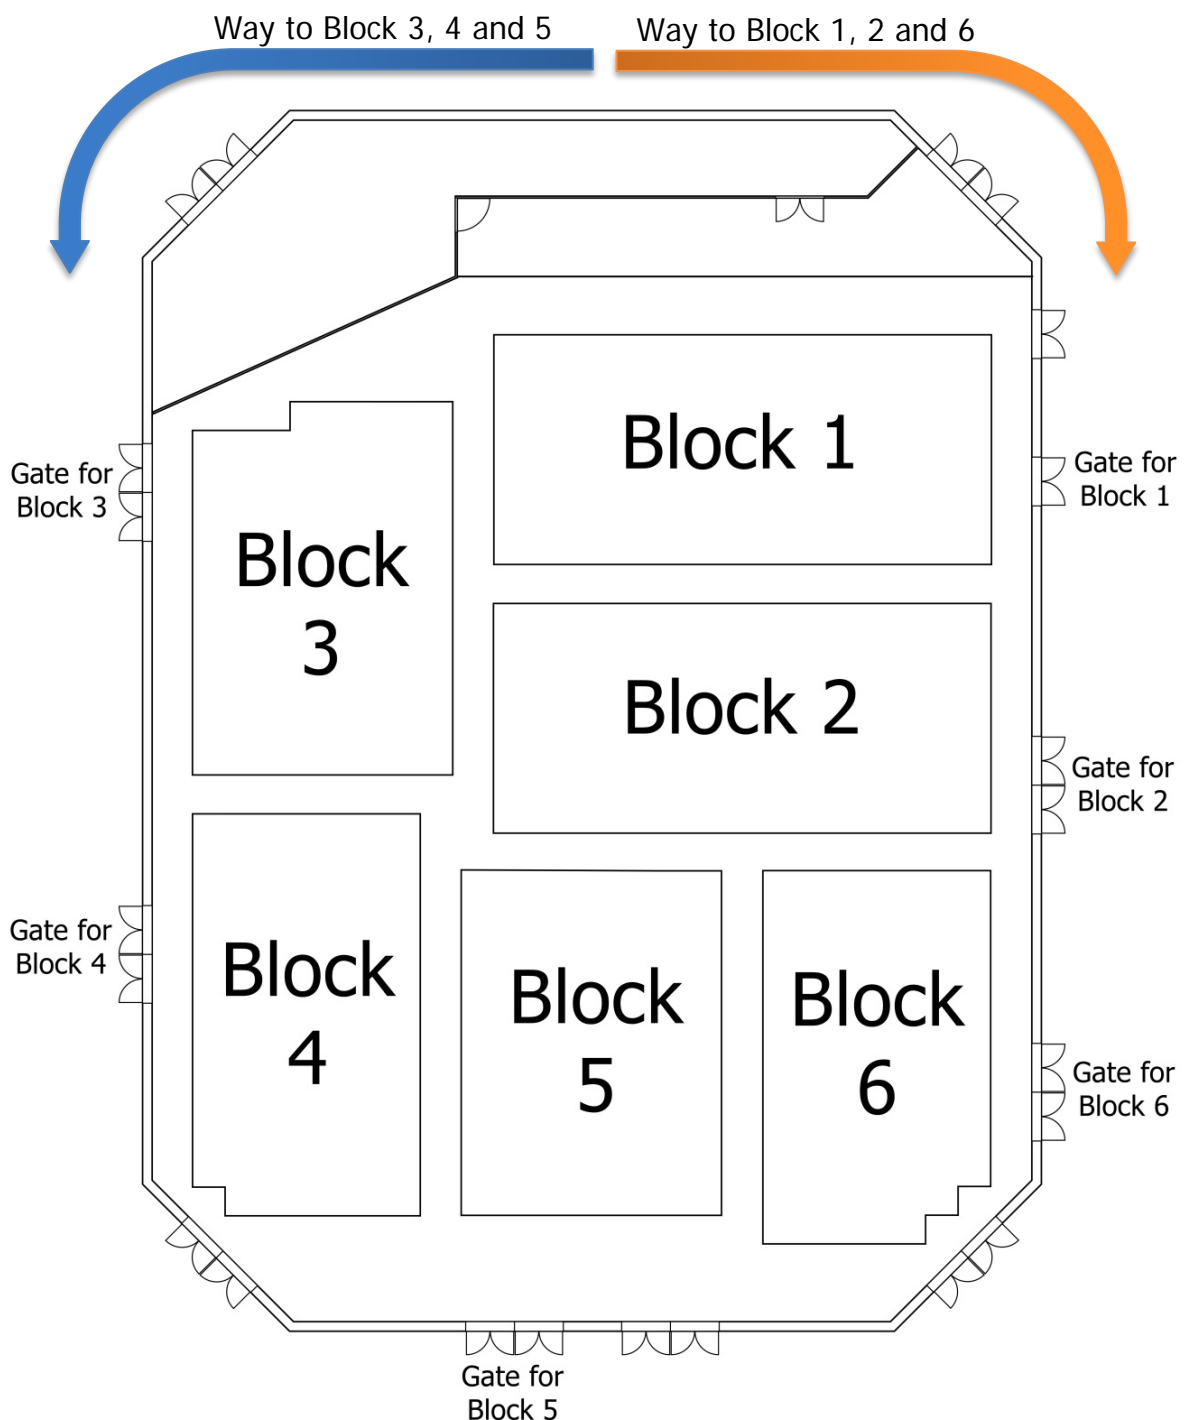 Way to Block 3, 4 and 5
Way to Block 1, 2 and 6
Block 1
Gate for
Block 1
Gate for
Block 3
Block
3
Block 2
Gate for
Block 2
Gate for
Block 4
Block
4
Block
5
Block
6
Gate for
Block 6
Gate for
Block 5